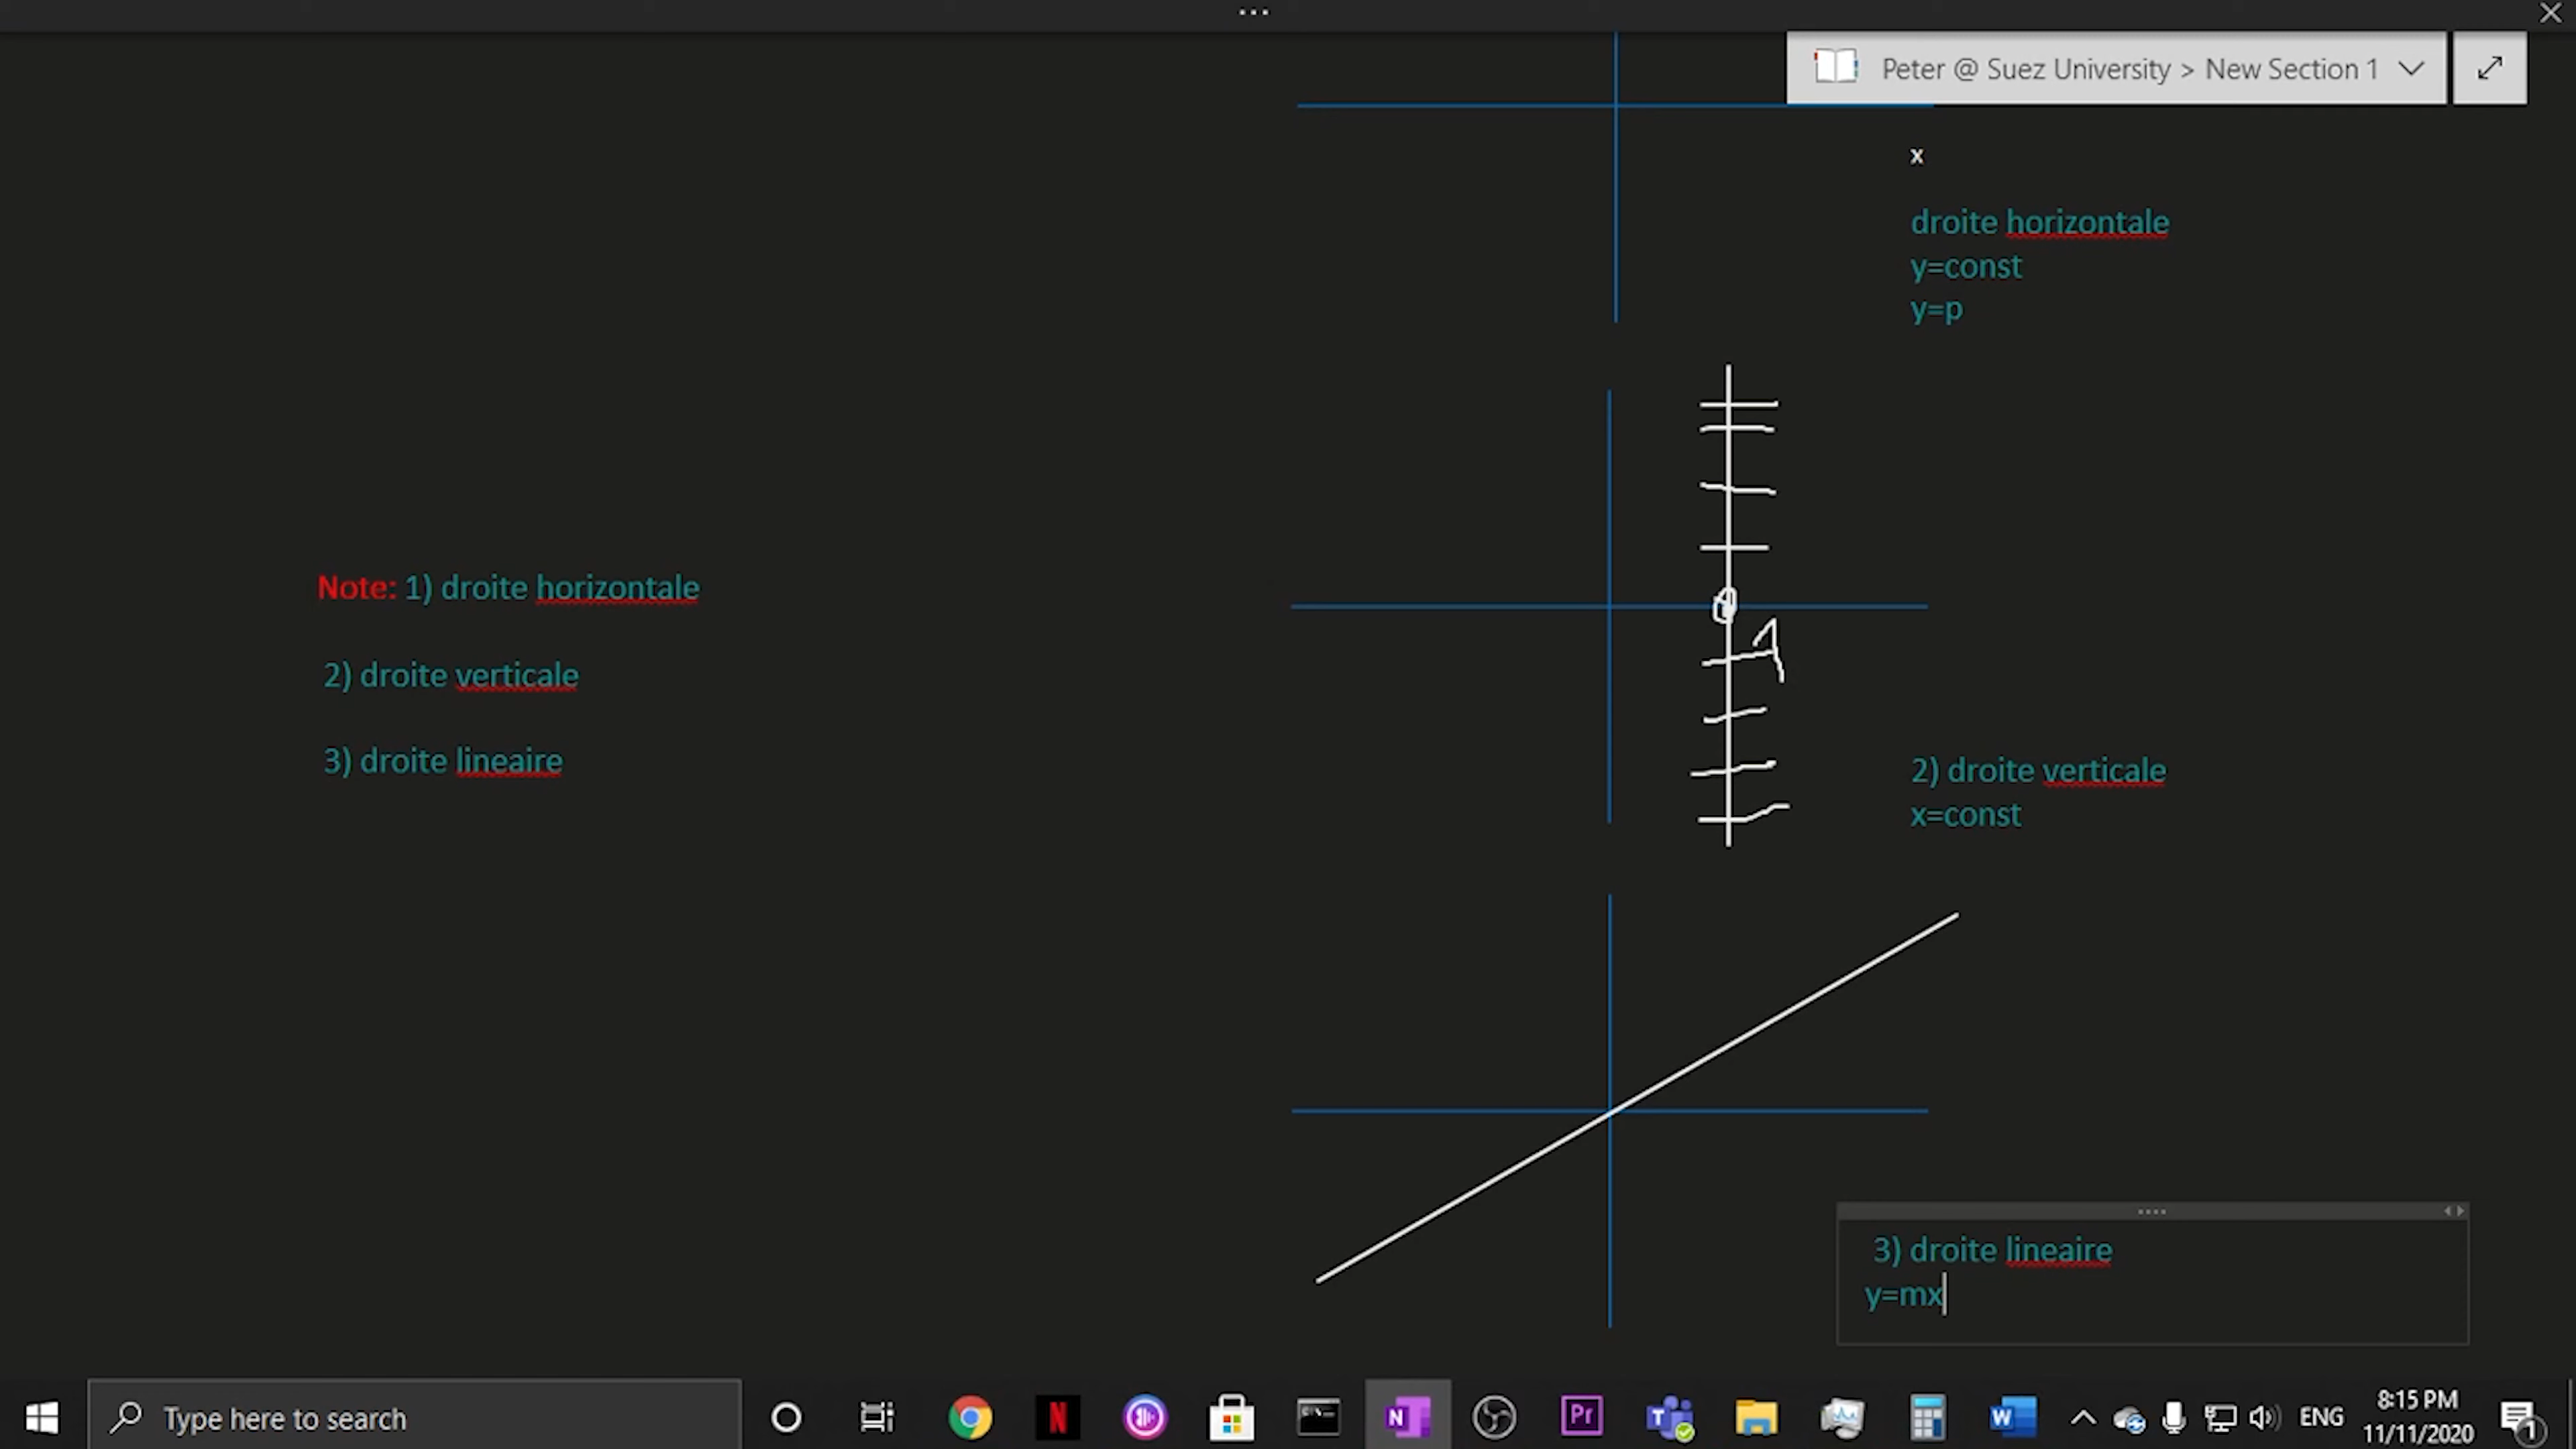 Peter @ Suez University > New Section 1
x
droite horizontale
y=const
y=p
Note: 1) droite horizontale
2) droite verticale
3) droite lineaire
1
2) droite verticale
x=const
3) droite lineaire
y=mx
Type here to search
N
N
Pr
T
W
ENG
8:15 PM
11/11/2020
1